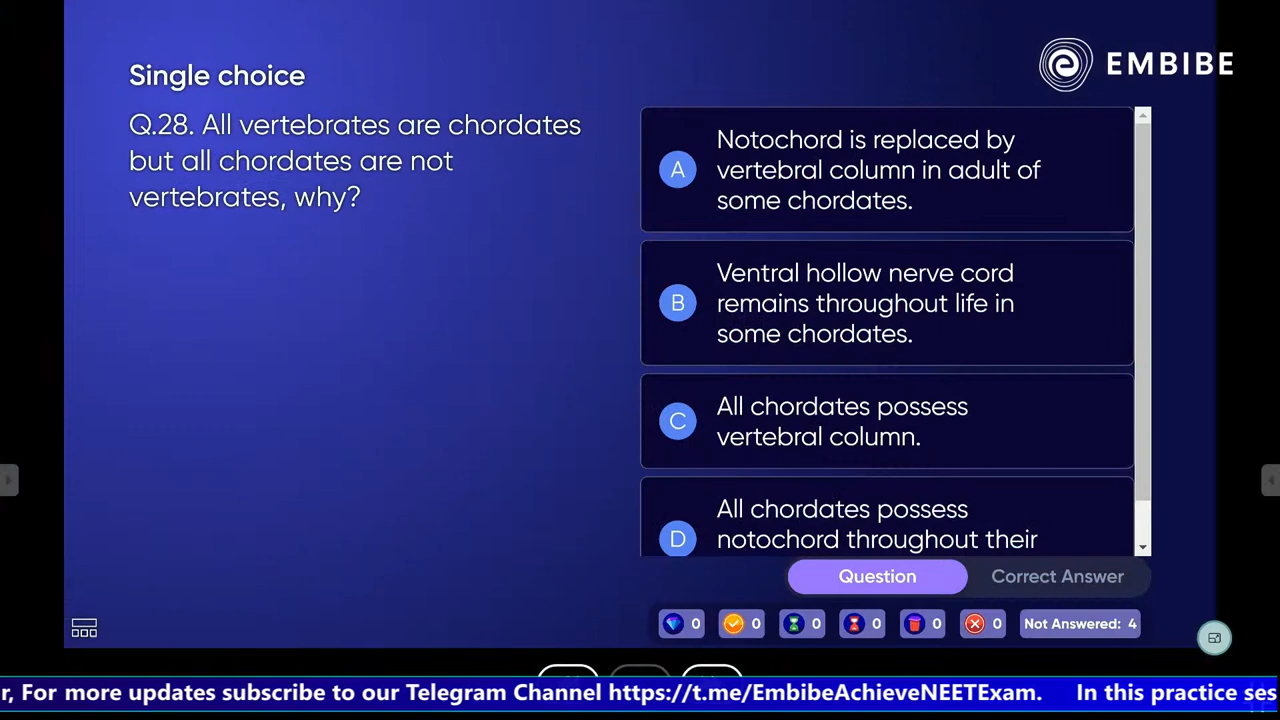 Single choice
EMBIBE
Q.28. All vertebrates are chordates
but all chordates are not
vertebrates, why?
A
Notochord is replaced by
vertebral column in adult of
some chordates.
B
Ventral hollow nerve cord
remains throughout life in
some chordates.
C
All chordates possess
vertebral column.
D
All chordates possess
notochord throughout their
Question
Correct Answer
0 0 0 0 0 0 Not Answered: 4
r, For more updates subscribe to our Telegram Channel https://t.me/EmbibeAchieveNEETExam. In this practice ses